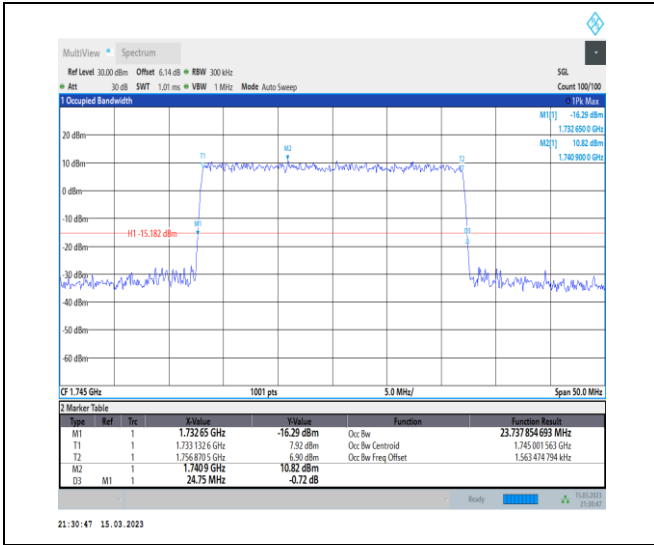 MultiView Spectrum
Ref Level 30.00 dBm Offset 6.14 dB RBW 300 kHz SGL
Att 30 dB SWT 1.01 ms VBW 1 MHz Mode Auto Sweep Count 100/100
1 Occupied Bandwidth 1Pk Max
M1[1] -16.29 dBm
1.732 650 0 GHz
M2[1] 10.82 dBm
1.740 900 0 GHz
20 dBm
M2
T1 T2
10 dBm
0 dBm
-10 dBm
M1
H1 -15.182 dBm D3
-20 dBm
-30 dBm
-40 dBm
-50 dBm
-60 dBm
CF 1.745 GHz 1001 pts 5.0 MHz/ Span 50.0 MHz
2 Marker Table
Type Ref Trc X-Value Y-Value Function Function Result
M1 1 1.732 65 GHz -16.29 dBm Occ Bw 23.737 854 693 MHz
T1 1 1.733 132 6 GHz 7.92 dBm Occ Bw Centroid 1.745 001 563 GHz
T2 1 1.756 870 5 GHz 6.90 dBm Occ Bw Freq Offset 1.563 474 794 kHz
M2 1 1.740 9 GHz 10.82 dBm
D3 M1 1 24.75 MHz -0.72 dB
Ready 15.03.2023
21:30:47
21:30:47 15.03.2023